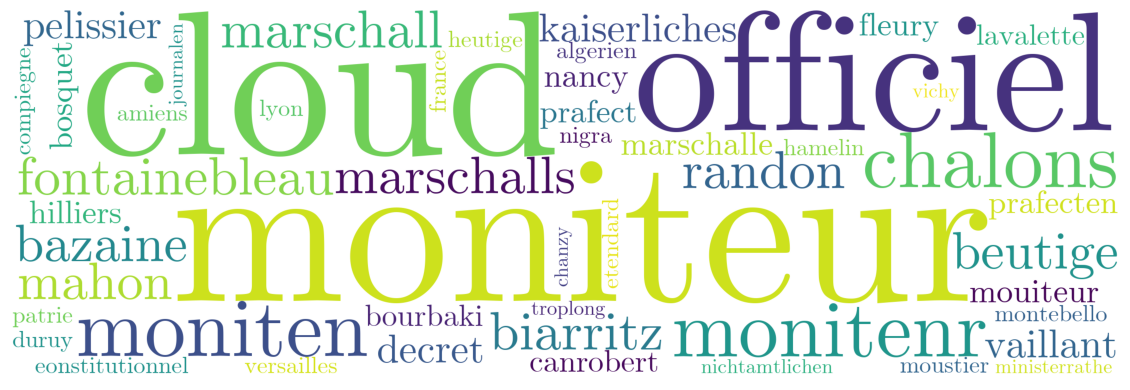 pelissier marschall heutige kaiserliches fleury lavalette
compiegne bosquet journalen cloud france algerien officiel
amiens lyon nancy vichy
prafect
nigra marschalle hamelin
fontainebleau marschalls randon chalons
hilliers moniteur prafecten
bazaine chanzy etendard beutige
mahon mouiteur
patrie moniten bourbaki troplong biarritz monitenr montebello
duruy decret vaillant
eonstitutionnel versailles canrobert nichtamtlichen moustier ministerrathe